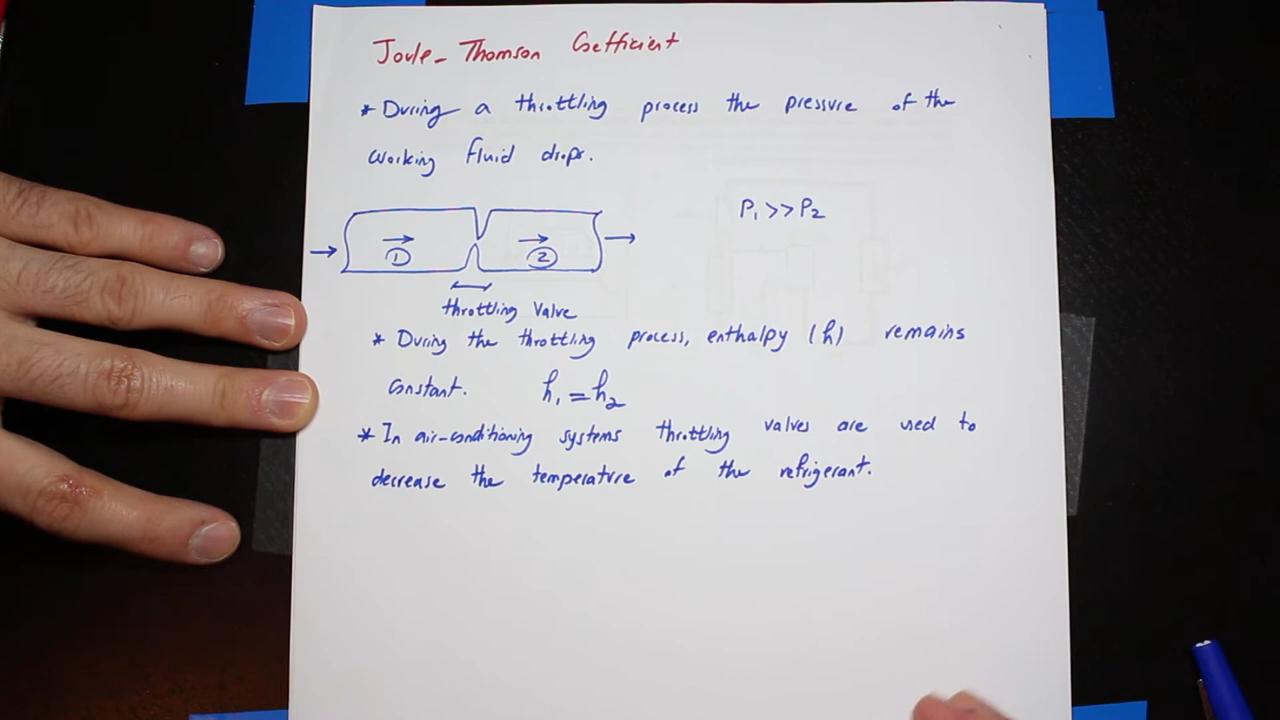 Joule-Thomson Coefficient
* During a throttling process the pressure of the
working fluid drops.
P₁ >> P₂
→ → ① → ② →
throttling Valve
* During the throttling process, enthalpy (h) remains
constant. h₁ = h₂
* In air-conditioning systems throttling valves are used to
decrease the temperature of the refrigerant.